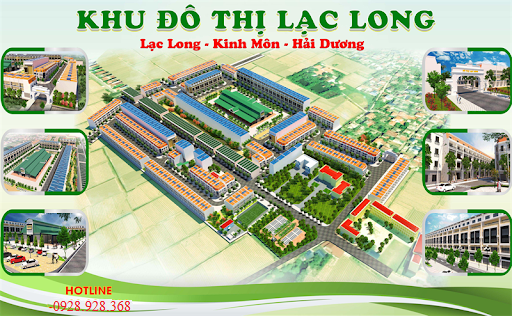 KHU ĐÔ THỊ LẠC LONG
Lạc Long - Kinh Môn - Hải Dương
HOTLINE
0928.928.368